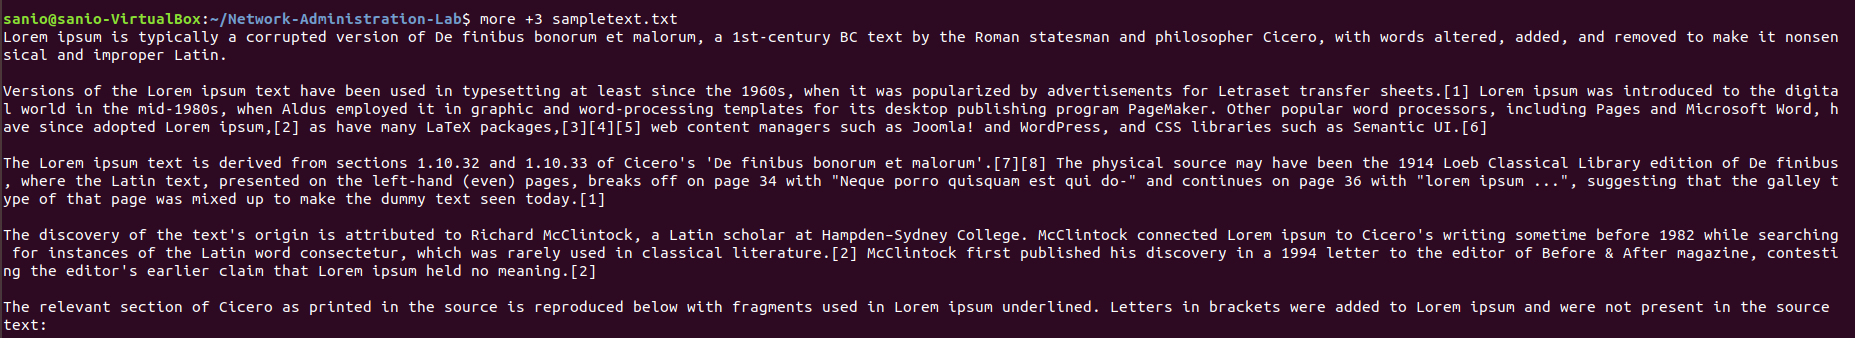 sanio@sanio-VirtualBox:~/Network-Administration-Lab$ more +3 sampletext.txt
Lorem ipsum is typically a corrupted version of De finibus bonorum et malorum, a 1st-century BC text by the Roman statesman and philosopher Cicero, with words altered, added, and removed to make it nonsen
sical and improper Latin.

Versions of the Lorem ipsum text have been used in typesetting at least since the 1960s, when it was popularized by advertisements for Letraset transfer sheets.[1] Lorem ipsum was introduced to the digita
l world in the mid-1980s, when Aldus employed it in graphic and word-processing templates for its desktop publishing program PageMaker. Other popular word processors, including Pages and Microsoft Word, h
ave since adopted Lorem ipsum,[2] as have many LaTeX packages,[3][4][5] web content managers such as Joomla! and WordPress, and CSS libraries such as Semantic UI.[6]

The Lorem ipsum text is derived from sections 1.10.32 and 1.10.33 of Cicero's 'De finibus bonorum et malorum'.[7][8] The physical source may have been the 1914 Loeb Classical Library edition of De finibus
, where the Latin text, presented on the left-hand (even) pages, breaks off on page 34 with "Neque porro quisquam est qui do-" and continues on page 36 with "lorem ipsum ...", suggesting that the galley t
ype of that page was mixed up to make the dummy text seen today.[1]

The discovery of the text's origin is attributed to Richard McClintock, a Latin scholar at Hampden–Sydney College. McClintock connected Lorem ipsum to Cicero's writing sometime before 1982 while searching
 for instances of the Latin word consectetur, which was rarely used in classical literature.[2] McClintock first published his discovery in a 1994 letter to the editor of Before & After magazine, contesti
ng the editor's earlier claim that Lorem ipsum held no meaning.[2]

The relevant section of Cicero as printed in the source is reproduced below with fragments used in Lorem ipsum underlined. Letters in brackets were added to Lorem ipsum and were not present in the source
text: